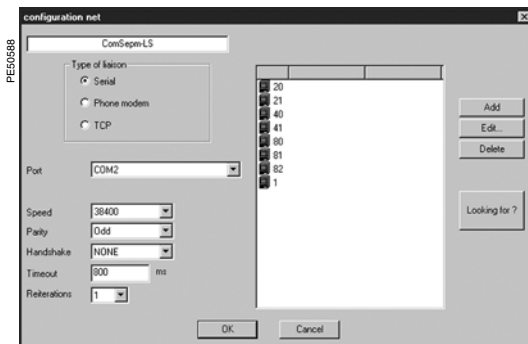 configuration net
PE50588
ComSepm-LS
Type of liaison
Serial
Phone modem
TCP
Port COM2
Speed 38400
Parity Odd
Handshake NONE
Timeout 800 ms
Reiterations 1
20
21
40
41
80
81
82
1
Add
Edit...
Delete
Looking for ?
OK Cancel